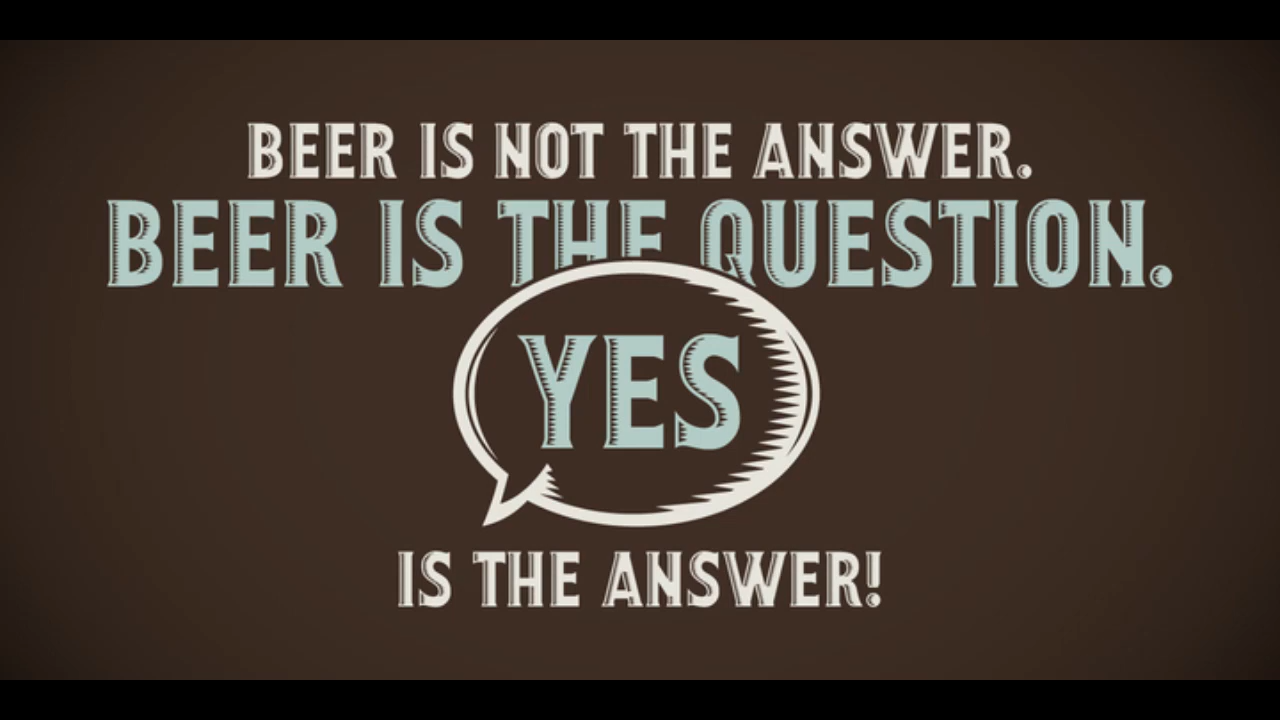 BEER IS NOT THE ANSWER.
BEER IS THE QUESTION.
YES
IS THE ANSWER!